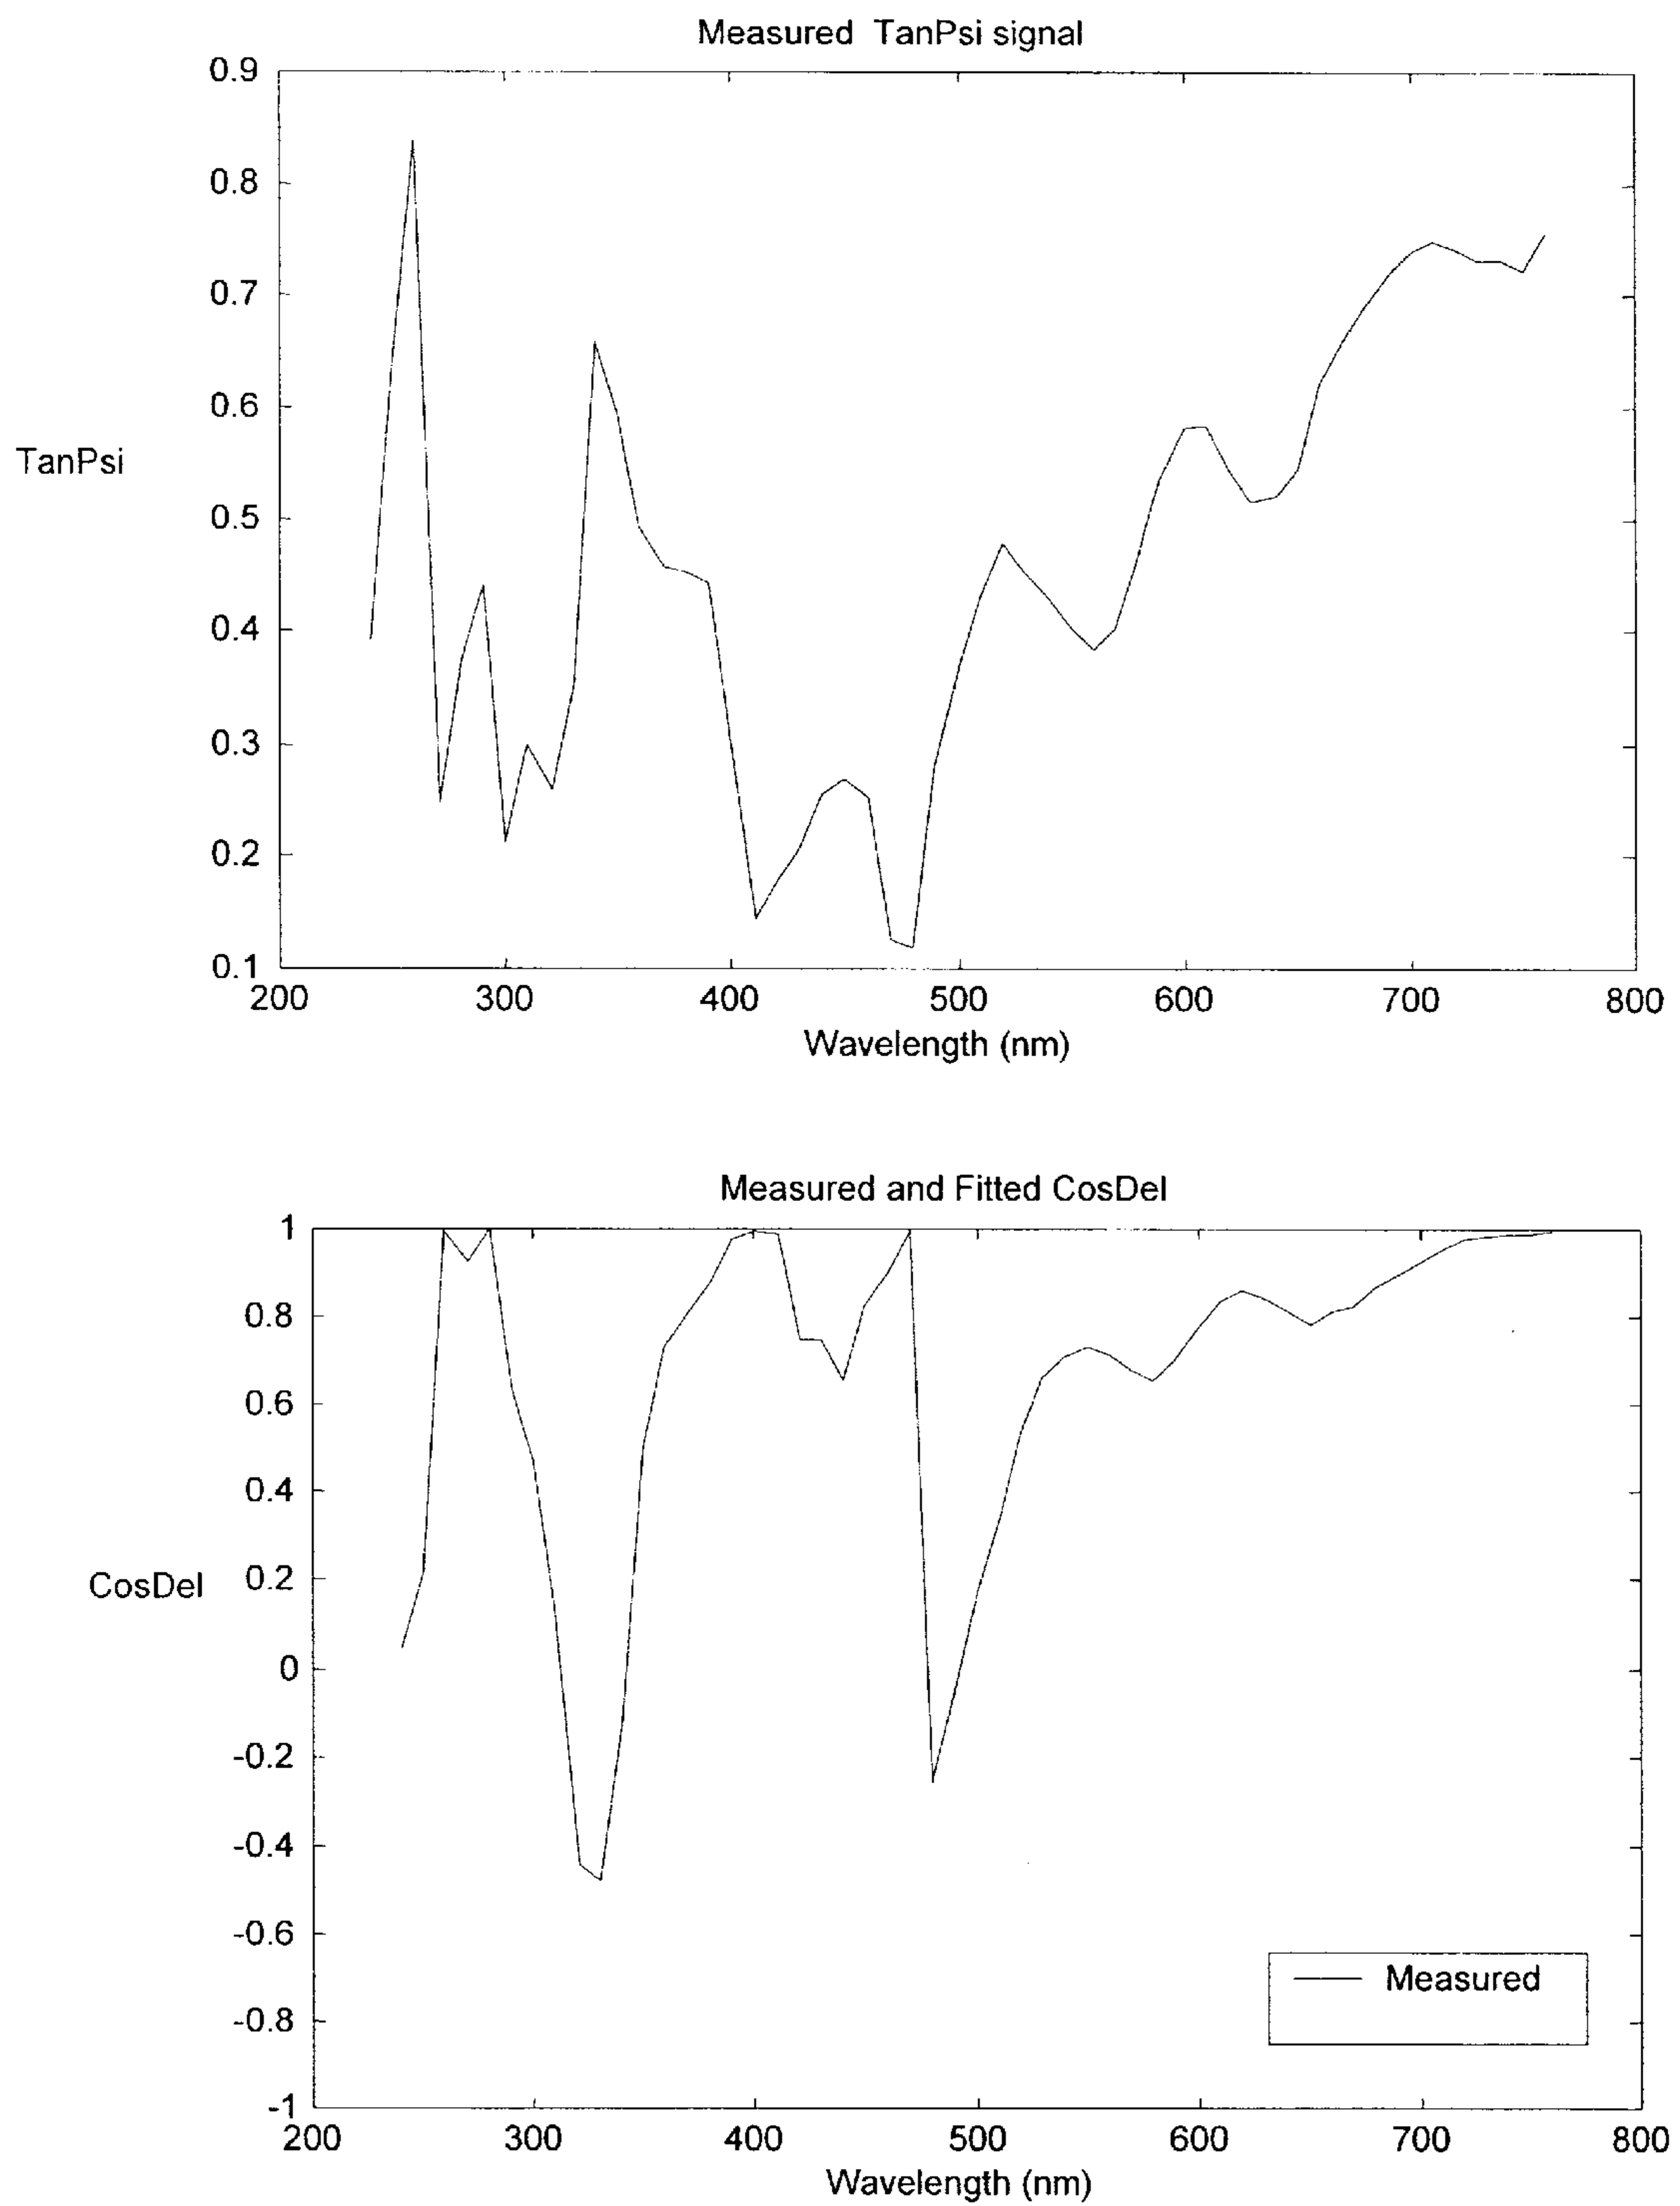 Measured TanPsi signal
0.9
0.8
0.7
0.6
TanPsi
0.5
0.4
0.3
0.2
0.1
200 300 400 500 600 700 800
Wavelength (nm)
Measured and Fitted CosDel
1
0.8
0.6
0.4
CosDel 0.2
0
-0.2
-0.4
-0.6
Measured
-0.8
-1
200 300 400 500 600 700 800
Wavelength (nm)